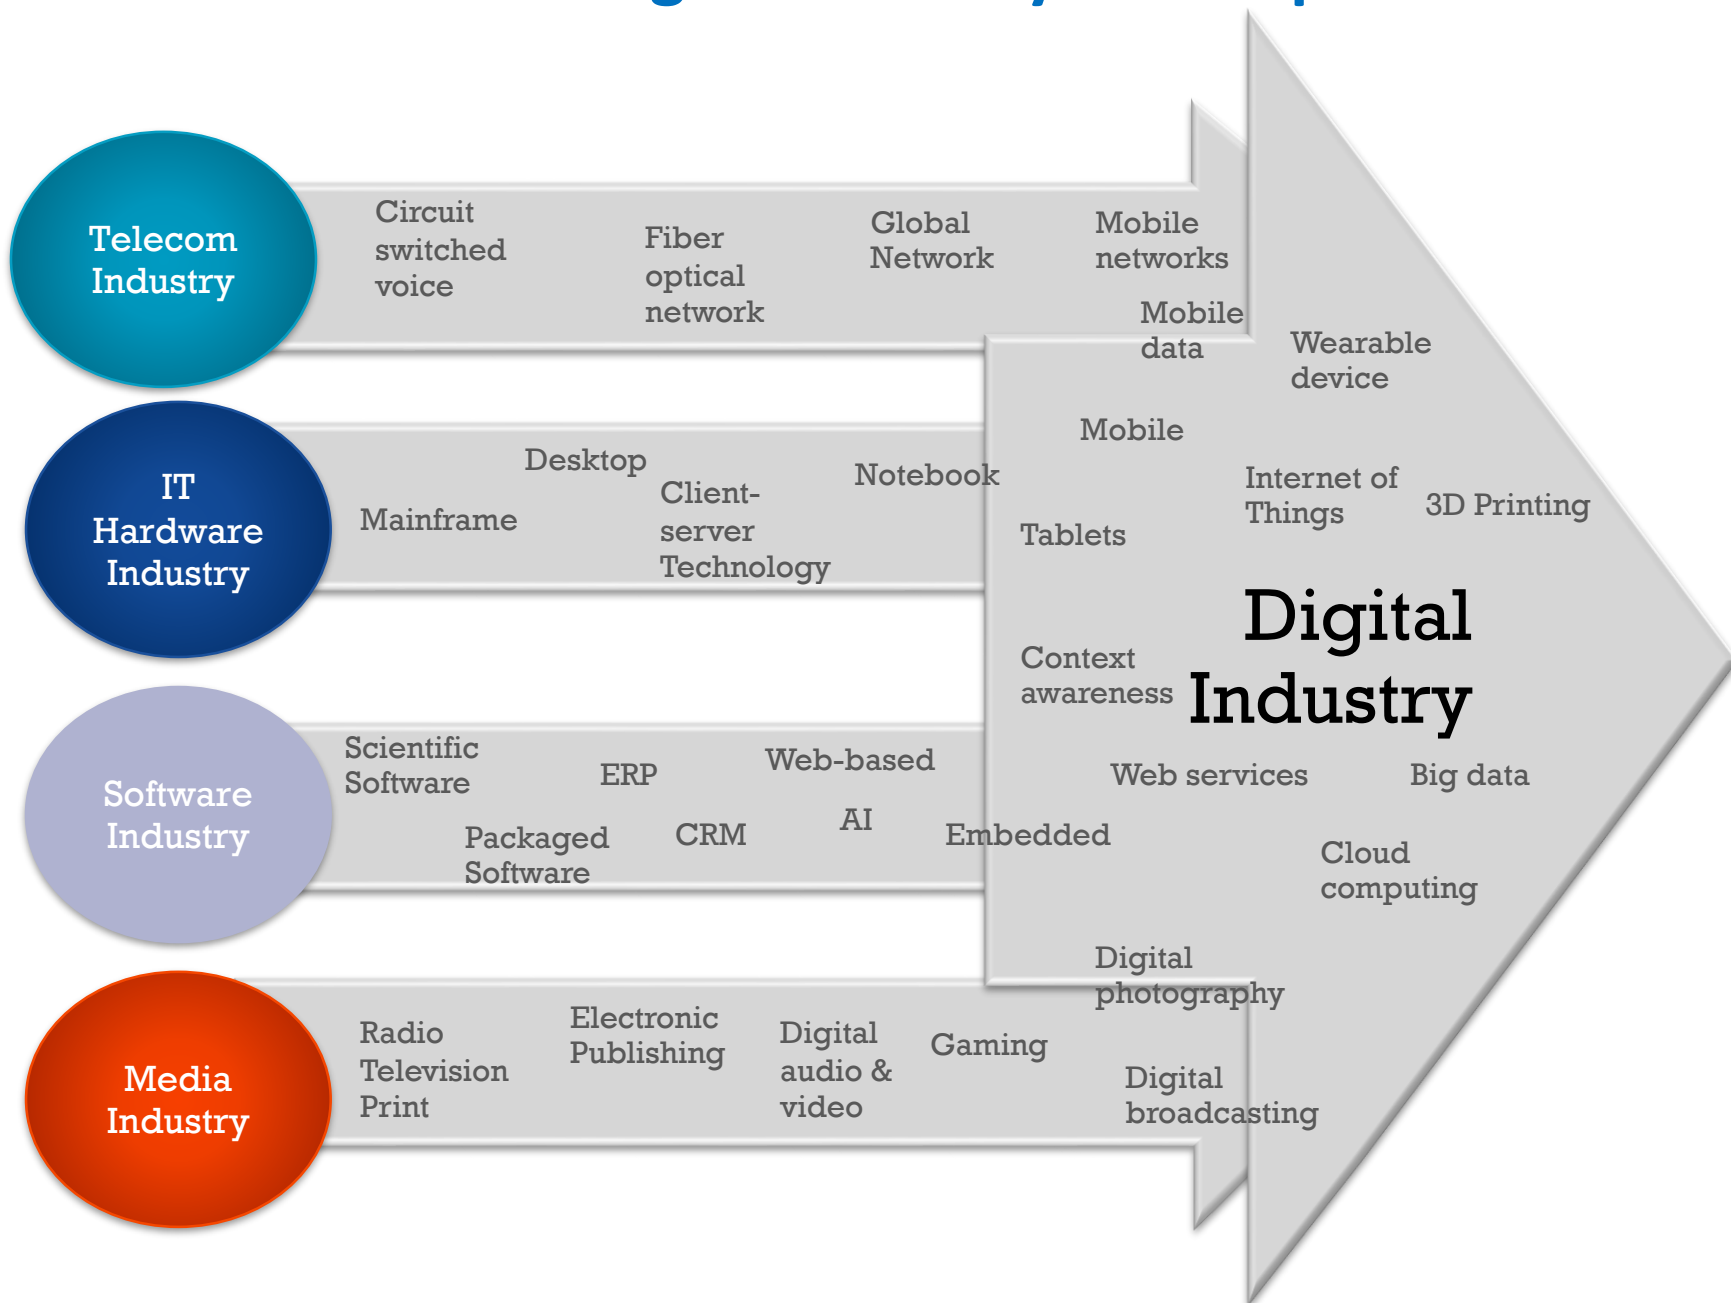 Telecom
Industry
Circuit
switched
voice
Fiber
optical
network
Global
Network
Mobile
networks
Mobile
data
Wearable
device
IT
Hardware
Industry
Mainframe
Desktop
Client-
server
Technology
Notebook
Mobile
Tablets
Internet of
Things
3D Printing
Digital
Industry
Context
awareness
Software
Industry
Scientific
Software
Packaged
Software
ERP
CRM
Web-based
AI
Embedded
Web services
Big data
Cloud
computing
Media
Industry
Radio
Television
Print
Electronic
Publishing
Digital
audio &
video
Gaming
Digital
photography
Digital
broadcasting